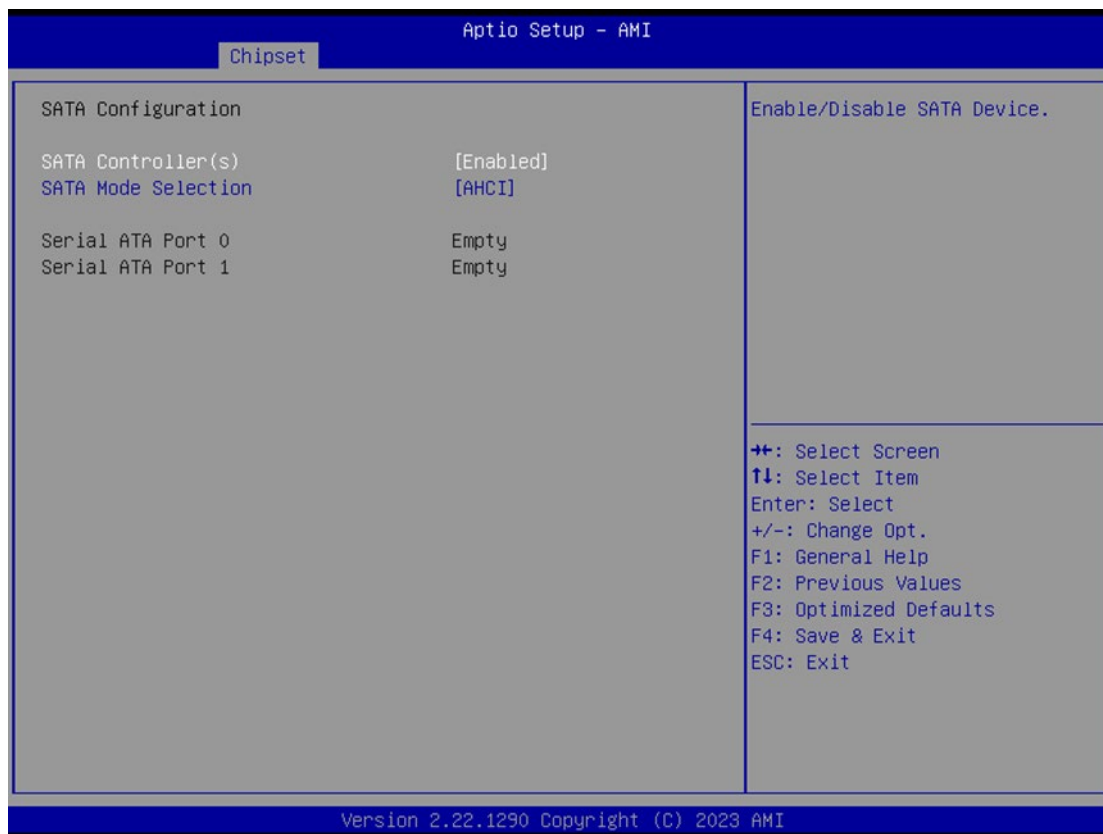 Aptio Setup – AMI
Chipset
SATA Configuration
SATA Controller(s) [Enabled]
SATA Mode Selection [AHCI]
Serial ATA Port 0 Empty
Serial ATA Port 1 Empty
Enable/Disable SATA Device.
→←: Select Screen
↑↓: Select Item
Enter: Select
+/-: Change Opt.
F1: General Help
F2: Previous Values
F3: Optimized Defaults
F4: Save & Exit
ESC: Exit
Version 2.22.1290 Copyright (C) 2023 AMI